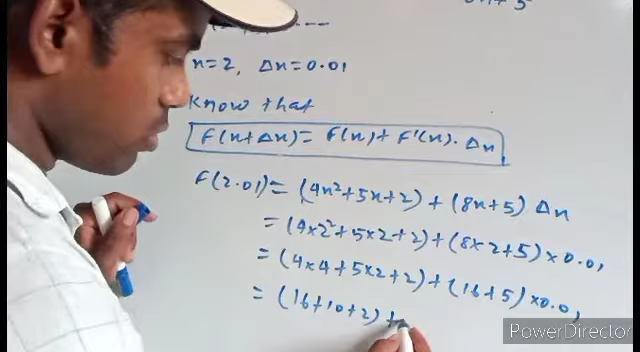 x=2, Δx=0.01
Know that
F(x+Δx)= F(x)+ F'(x). Δx
F(2.01)= (4x²+5x+2) + (8x+5) Δx
= (4×2²+5×2+2)+(8×2+5)×0.01
= (4×4+5×2+2)+(16+5)×0.01
= (16+10+2)+
PowerDirector